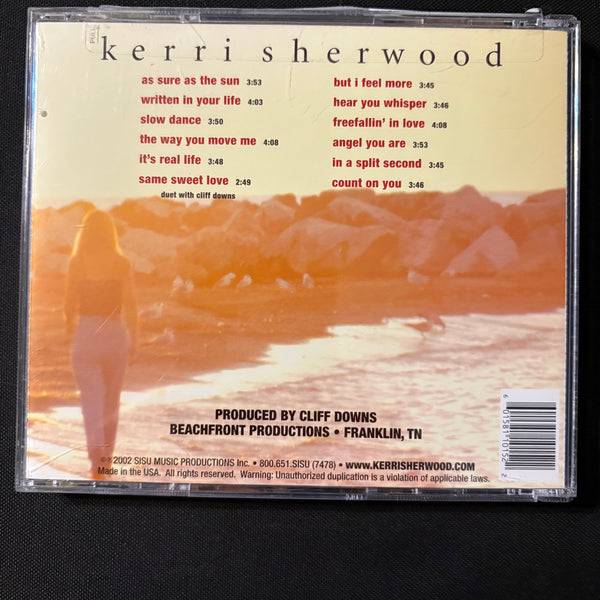 PULL
kerri sherwood
as sure as the sun 3:53
written in your life 4:03
slow dance 3:50
the way you move me 4:08
it's real life 3:48
same sweet love 2:49
duet with cliff downs
but i feel more 3:45
hear you whisper 3:46
freefallin' in love 4:08
angel you are 3:53
in a split second 3:45
count on you 3:46
PRODUCED BY CLIFF DOWNS
BEACHFRONT PRODUCTIONS • FRANKLIN, TN
©℗2002 SISU MUSIC PRODUCTIONS Inc. • 800.651.SISU (7478) • www.KERRISHERWOOD.COM
Made in the USA. All rights reserved. Warning: Unauthorized duplication is a violation of applicable laws.